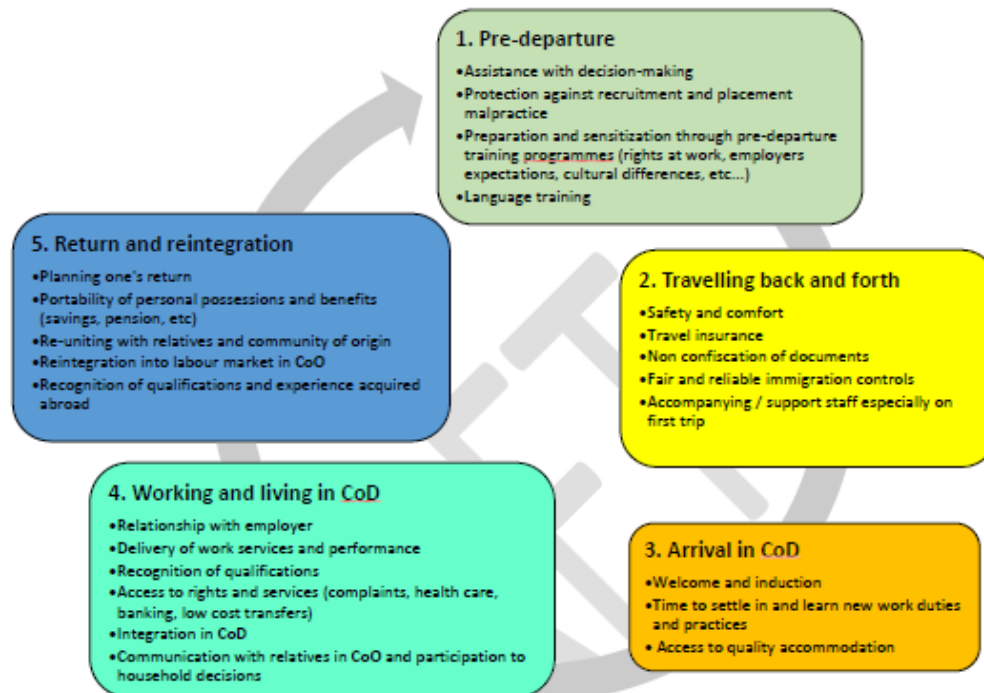 1. Pre-departure
•Assistance with decision-making
•Protection against recruitment and placement
malpractice
•Preparation and sensitization through pre-departure
training programmes (rights at work, employers
expectations, cultural differences, etc...)
•Language training
2. Travelling back and forth
•Safety and comfort
•Travel insurance
•Non confiscation of documents
•Fair and reliable immigration controls
•Accompanying / support staff especially on
first trip
3. Arrival in CoD
•Welcome and induction
•Time to settle in and learn new work duties
and practices
• Access to quality accommodation
4. Working and living in CoD
•Relationship with employer
•Delivery of work services and performance
•Recognition of qualifications
•Access to rights and services (complaints, health care,
banking, low cost transfers)
•Integration in CoD
•Communication with relatives in CoO and participation to
household decisions
5. Return and reintegration
•Planning one's return
•Portability of personal possessions and benefits
(savings, pension, etc)
•Re-uniting with relatives and community of origin
•Reintegration into labour market in CoO
•Recognition of qualifications and experience acquired
abroad